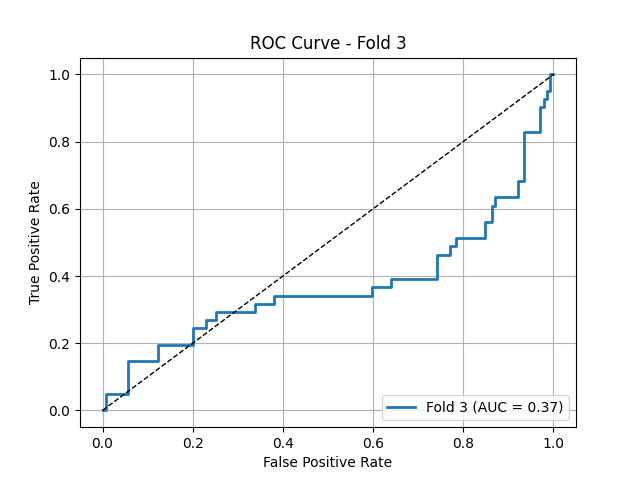 ROC Curve - Fold 3
True Positive Rate
1.0
0.8
0.6
0.4
0.2
0.0
Fold 3 (AUC = 0.37)
0.0 0.2 0.4 0.6 0.8 1.0
False Positive Rate